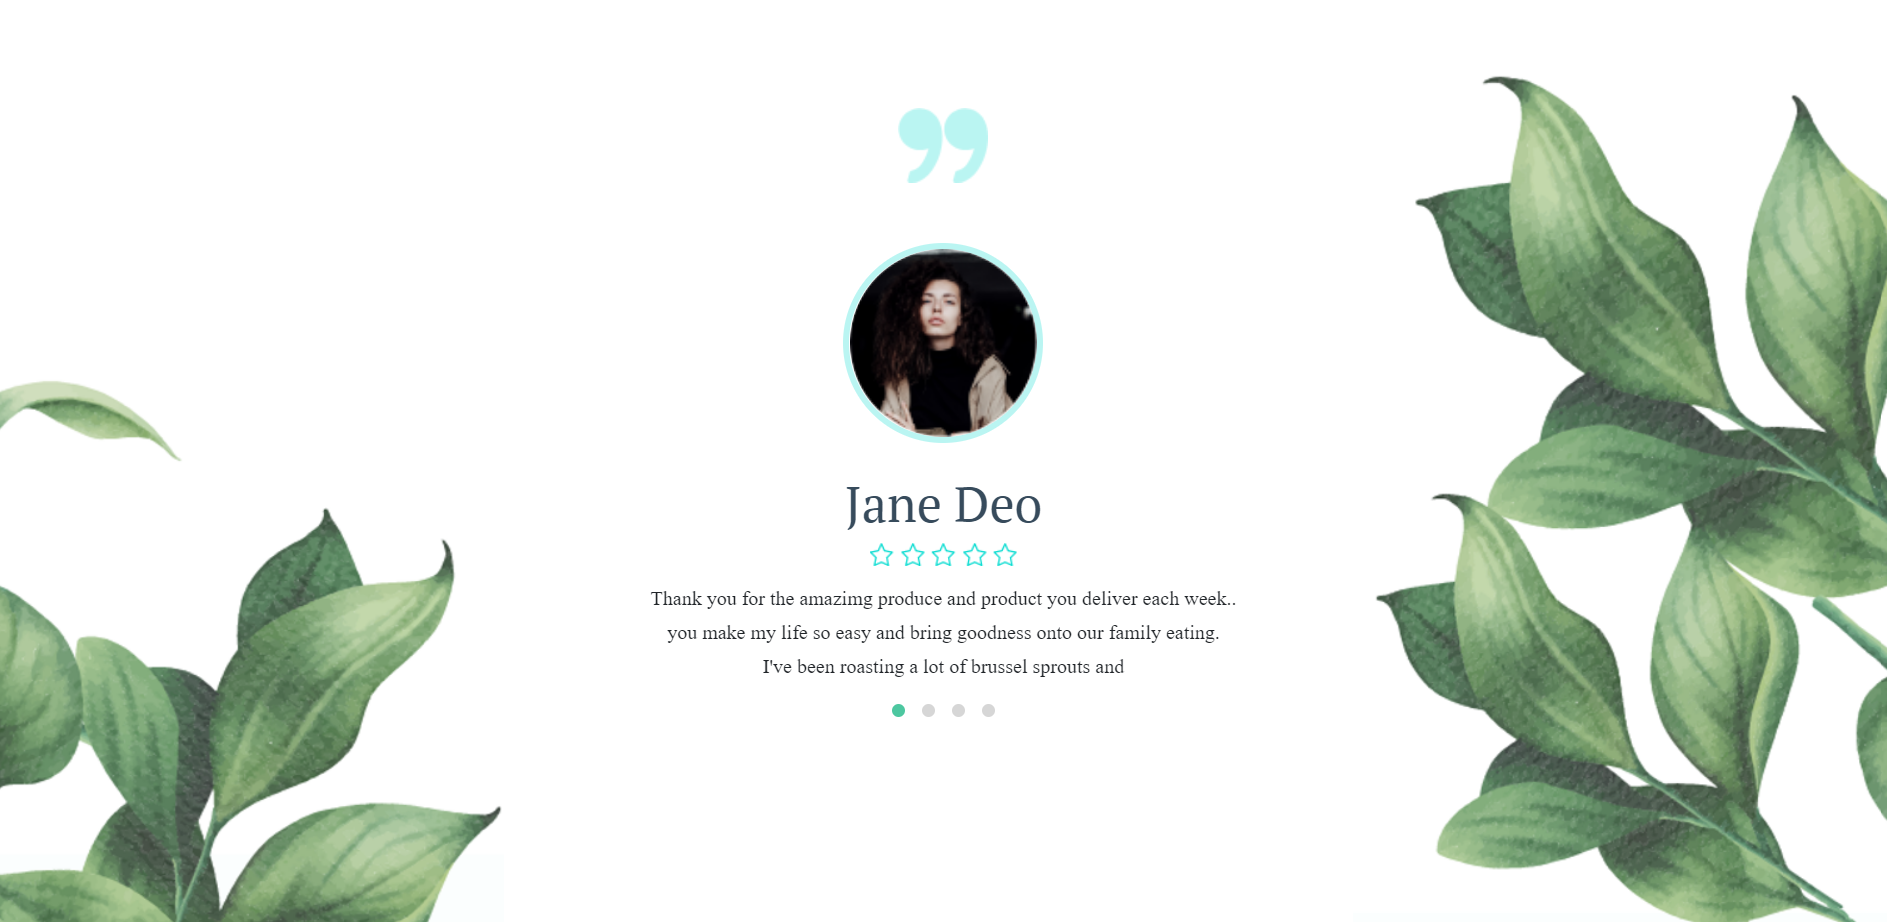 Jane Deo
Thank you for the amazimg produce and product you deliver each week..
you make my life so easy and bring goodness onto our family eating.
I've been roasting a lot of brussel sprouts and